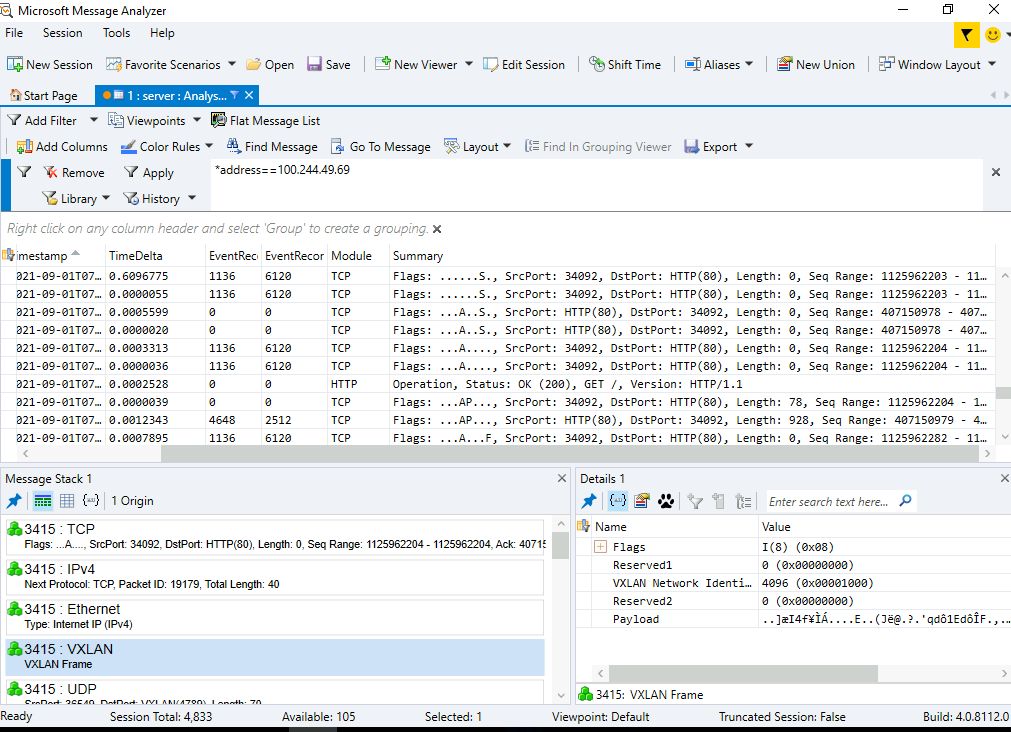 Microsoft Message Analyzer
File Session Tools Help
New Session Favorite Scenarios Open Save New Viewer Edit Session Shift Time Aliases New Union Window Layout
Start Page 1 : server : Analys...
Add Filter Viewpoints Flat Message List
Add Columns Color Rules Find Message Go To Message Layout Find In Grouping Viewer Export
Remove Apply *address==100.244.49.69
Library History
Right click on any column header and select 'Group' to create a grouping.
imestamp TimeDelta EventRec EventRecor Module Summary
021-09-01T07... 0.6096775 1136 6120 TCP Flags: ......S., SrcPort: 34092, DstPort: HTTP(80), Length: 0, Seq Range: 1125962203 - 11...
021-09-01T07... 0.0000055 1136 6120 TCP Flags: ......S., SrcPort: 34092, DstPort: HTTP(80), Length: 0, Seq Range: 1125962203 - 11...
021-09-01T07... 0.0005599 0 0 TCP Flags: ...A..S., SrcPort: HTTP(80), DstPort: 34092, Length: 0, Seq Range: 407150978 - 407...
021-09-01T07... 0.0000020 0 0 TCP Flags: ...A..S., SrcPort: HTTP(80), DstPort: 34092, Length: 0, Seq Range: 407150978 - 407...
021-09-01T07... 0.0003313 1136 6120 TCP Flags: ...A...., SrcPort: 34092, DstPort: HTTP(80), Length: 0, Seq Range: 1125962204 - 11...
021-09-01T07... 0.0000036 1136 6120 TCP Flags: ...A...., SrcPort: 34092, DstPort: HTTP(80), Length: 0, Seq Range: 1125962204 - 11...
021-09-01T07... 0.0002528 0 0 HTTP Operation, Status: OK (200), GET /, Version: HTTP/1.1
021-09-01T07... 0.0000039 0 0 TCP Flags: ...AP..., SrcPort: 34092, DstPort: HTTP(80), Length: 78, Seq Range: 1125962204 - 1...
021-09-01T07... 0.0012343 4648 2512 TCP Flags: ...AP..., SrcPort: HTTP(80), DstPort: 34092, Length: 928, Seq Range: 407150979 - 4...
021-09-01T07... 0.0007895 1136 6120 TCP Flags: ...A...F, SrcPort: 34092, DstPort: HTTP(80), Length: 0, Seq Range: 1125962282 - 11...
Message Stack 1
1 Origin
3415 : TCP
Flags: ...A...., SrcPort: 34092, DstPort: HTTP(80), Length: 0, Seq Range: 1125962204 - 1125962204, Ack: 40715
3415 : IPv4
Next Protocol: TCP, Packet ID: 19179, Total Length: 40
3415 : Ethernet
Type: Internet IP (IPv4)
3415 : VXLAN
VXLAN Frame
3415 : UDP
SrcPort: 36549, DstPort: VXLAN(4789), Length: 70
Details 1
Enter search text here...
Name Value
Flags I(8) (0x08)
Reserved1 0 (0x00000000)
VXLAN Network Identi... 4096 (0x00001000)
Reserved2 0 (0x00000000)
Payload ..]æI4f¥ÌÁ....E..(Jë@.?.'qdô1EdôÎF.,...
3415: VXLAN Frame
Ready Session Total: 4,833 Available: 105 Selected: 1 Viewpoint: Default Truncated Session: False Build: 4.0.8112.0